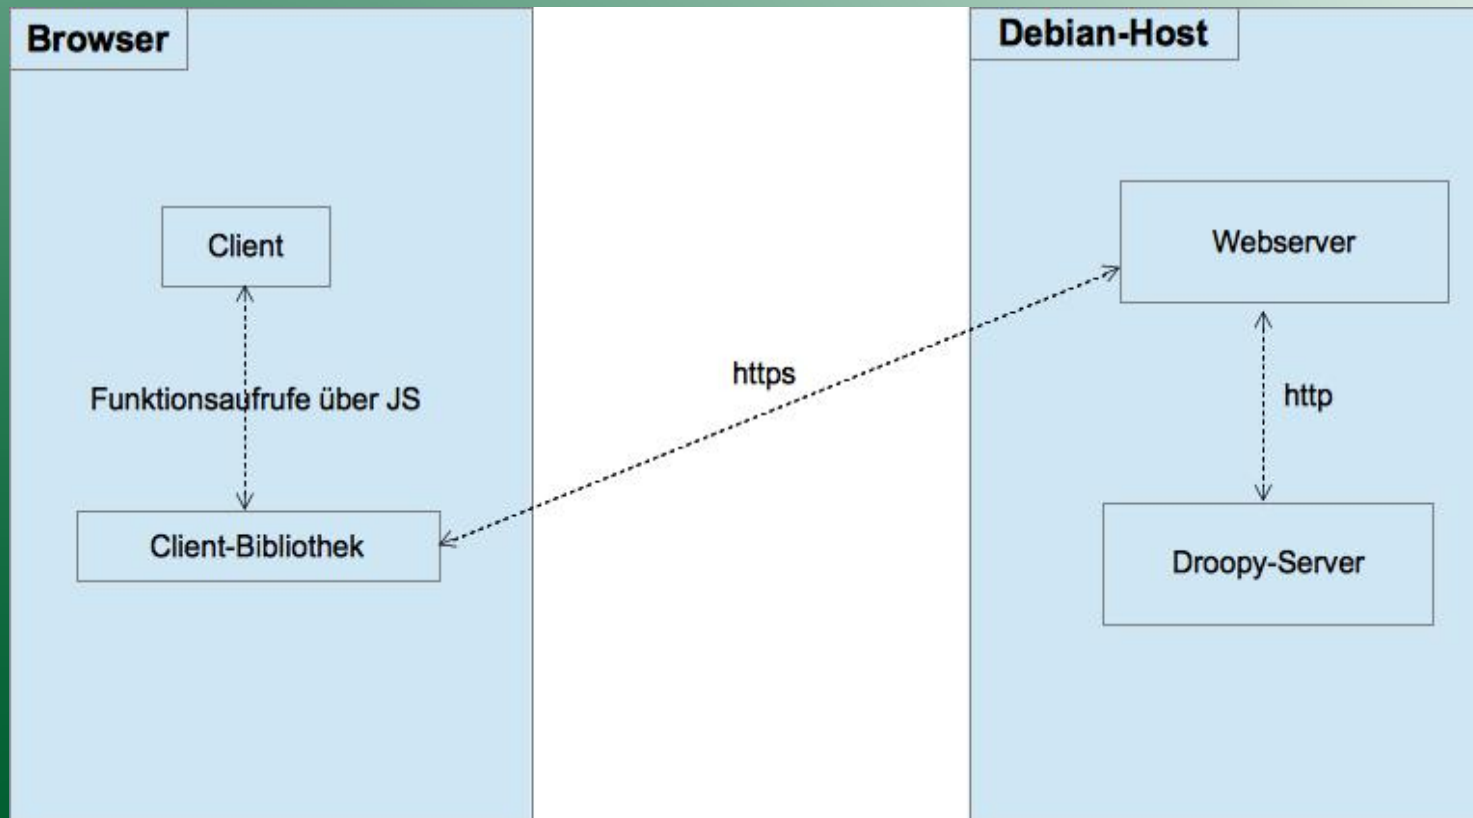 Browser
Debian-Host
Client
Webserver
Funktionsaufrufe über JS
https
http
Client-Bibliothek
Droopy-Server